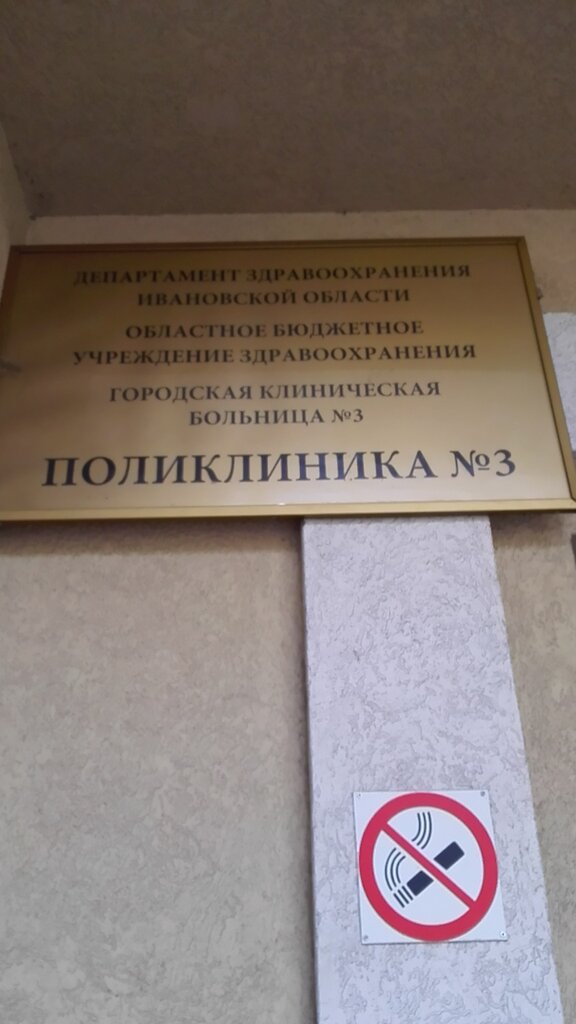 ДЕПАРТАМЕНТ ЗДРАВООХРАНЕНИЯ
ИВАНОВСКОЙ ОБЛАСТИ
ОБЛАСТНОЕ БЮДЖЕТНОЕ
УЧРЕЖДЕНИЕ ЗДРАВООХРАНЕНИЯ
ГОРОДСКАЯ КЛИНИЧЕСКАЯ
БОЛЬНИЦА №3
ПОЛИКЛИНИКА №3